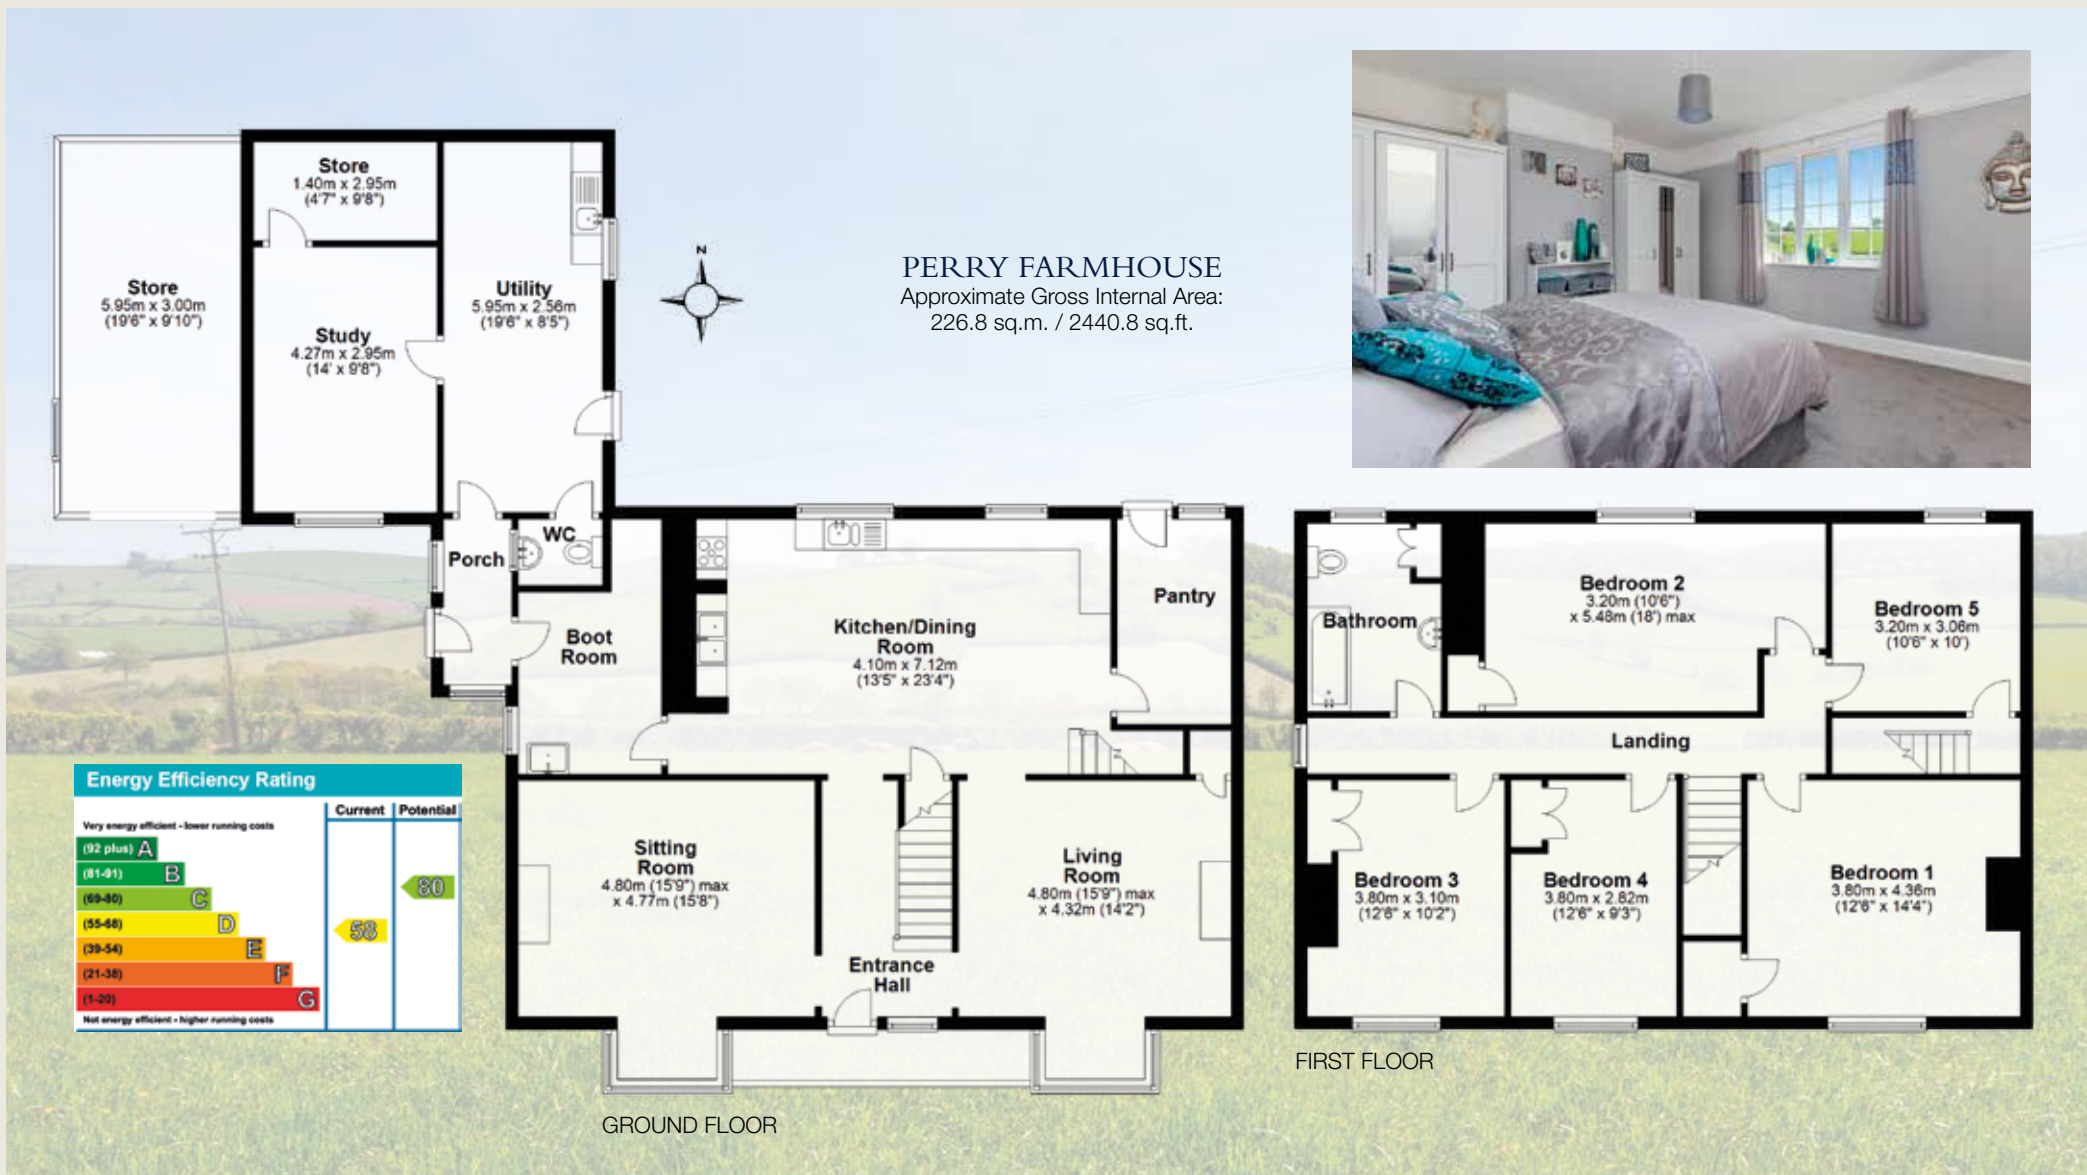 PERRY FARMHOUSE
Approximate Gross Internal Area:
226.8 sq.m. / 2440.8 sq.ft.
N
Store
1.40m x 2.95m
(4'7" x 9'8")
Store
5.95m x 3.00m
(19'6" x 9'10")
Study
4.27m x 2.95m
(14' x 9'8")
Utility
5.95m x 2.56m
(19'6" x 8'5")
WC
Porch
Boot
Room
Kitchen/Dining
Room
4.10m x 7.12m
(13'5" x 23'4")
Pantry
Sitting
Room
4.80m (15'9") max
x 4.77m (15'8")
Entrance
Hall
Living
Room
4.80m (15'9") max
x 4.32m (14'2")
GROUND FLOOR
Bathroom
Bedroom 2
3.20m (10'6")
x 5.48m (18') max
Bedroom 5
3.20m x 3.06m
(10'6" x 10')
Landing
Bedroom 3
3.80m x 3.10m
(12'6" x 10'2")
Bedroom 4
3.80m x 2.82m
(12'6" x 9'3")
Bedroom 1
3.80m x 4.36m
(12'6" x 14'4")
FIRST FLOOR
Energy Efficiency Rating
Current Potential
Very energy efficient - lower running costs
(92 plus) A
(81-91) B
(69-80) C
(55-68) D
(39-54) E
(21-38) F
(1-20) G
Not energy efficient - higher running costs
58
80